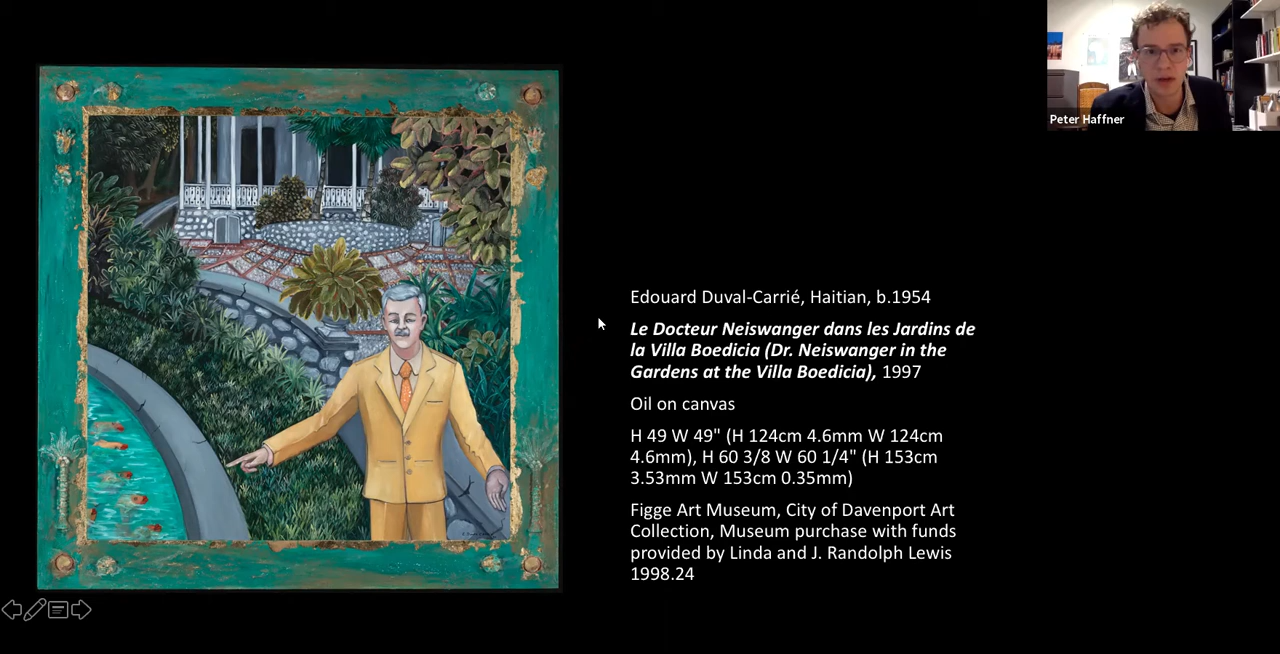 Peter Haffner
Edouard Duval-Carrié, Haitian, b.1954
Le Docteur Neiswanger dans les Jardins de
la Villa Boedicia (Dr. Neiswanger in the
Gardens at the Villa Boedicia), 1997
Oil on canvas
H 49 W 49" (H 124cm 4.6mm W 124cm
4.6mm), H 60 3/8 W 60 1/4" (H 153cm
3.53mm W 153cm 0.35mm)
Figge Art Museum, City of Davenport Art
Collection, Museum purchase with funds
provided by Linda and J. Randolph Lewis
1998.24